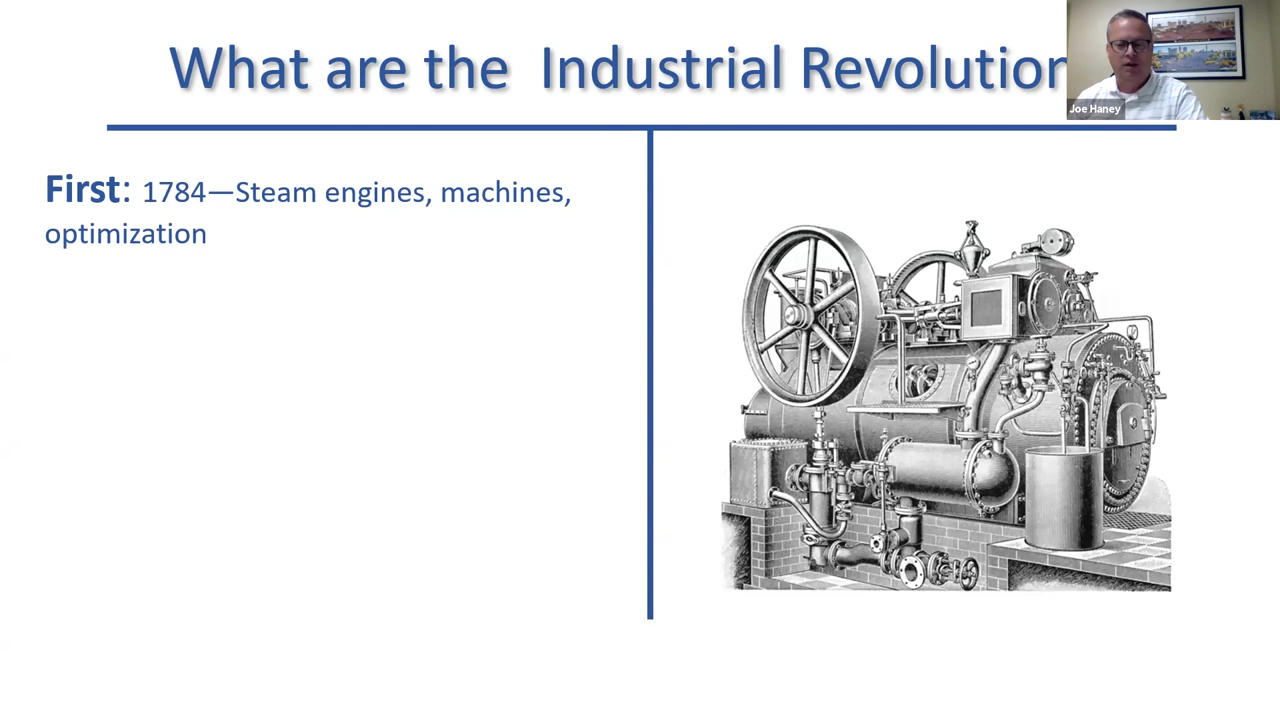 What are the  Industrial Revolution
Joe Haney
First: 1784—Steam engines, machines,
optimization